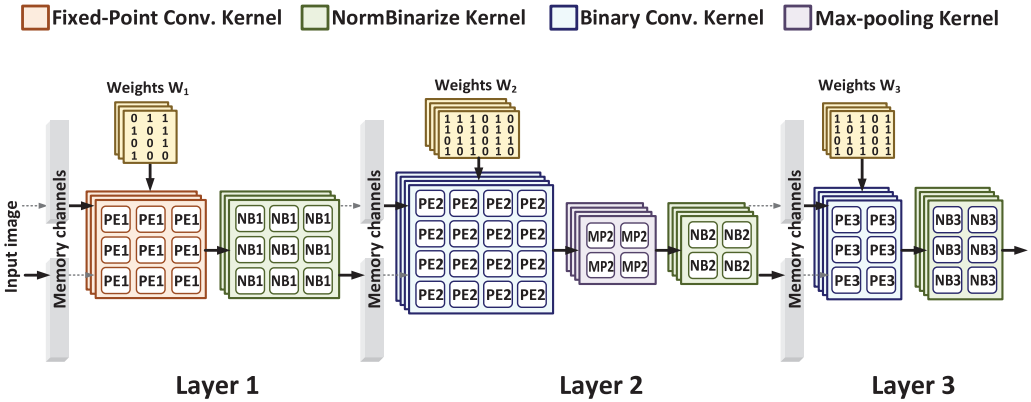 Fixed-Point Conv. Kernel NormBinarize Kernel Binary Conv. Kernel Max-pooling Kernel
Weights W1
0 1 1
1 0 1
0 0 1
1 0 0
Input image
Memory channels
PE1 PE1 PE1
PE1 PE1 PE1
PE1 PE1 PE1
NB1 NB1 NB1
NB1 NB1 NB1
NB1 NB1 NB1
Layer 1
Weights W2
1 1 1 0 1 0
1 0 1 0 1 0
0 1 0 1 0 0
1 0 1 0 1 0
Memory channels
PE2 PE2 PE2 PE2
PE2 PE2 PE2 PE2
PE2 PE2 PE2 PE2
PE2 PE2 PE2 PE2
MP2 MP2
MP2 MP2
NB2 NB2
NB2 NB2
Layer 2
Weights W3
1 1 1 0 1
1 0 1 0 1
0 1 0 1 0
0 1 1 0 1
Memory channels
PE3 PE3
PE3 PE3
PE3 PE3
NB3 NB3
NB3 NB3
NB3 NB3
Layer 3